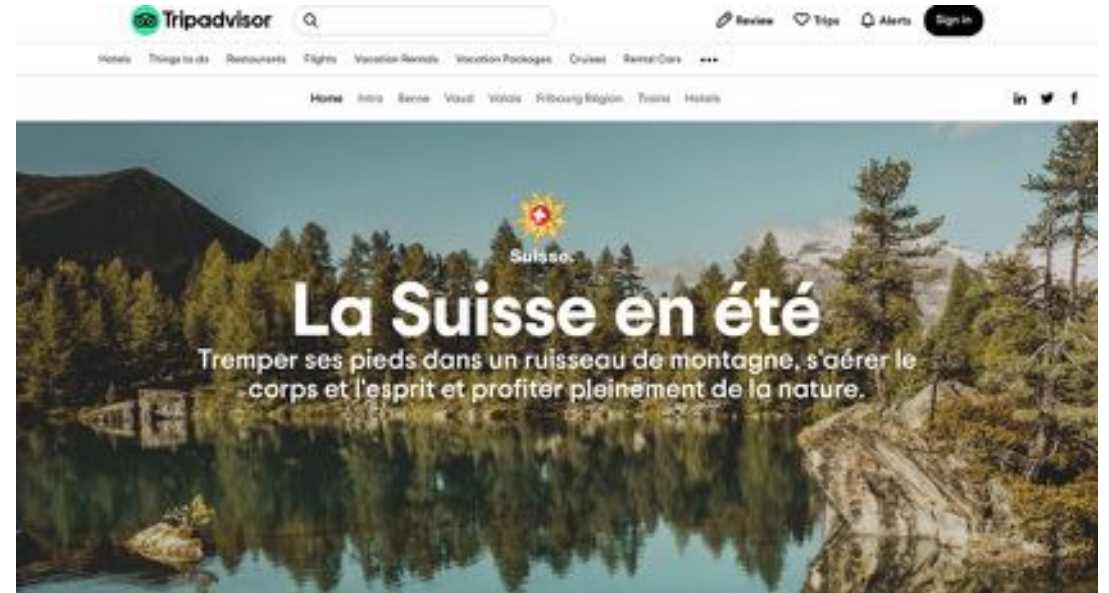 Tripadvisor
Review Trips Alerts Sign in
Hotels Things to do Restaurants Flights Vacation Rentals Vacation Packages Cruises Rental Cars
Home Intro Berne Vaud Valais Fribourg Région Trains Hotels
in f
Suisse.
La Suisse en été
Tremper ses pieds dans un ruisseau de montagne, s'aérer le
corps et l'esprit et profiter pleinement de la nature.